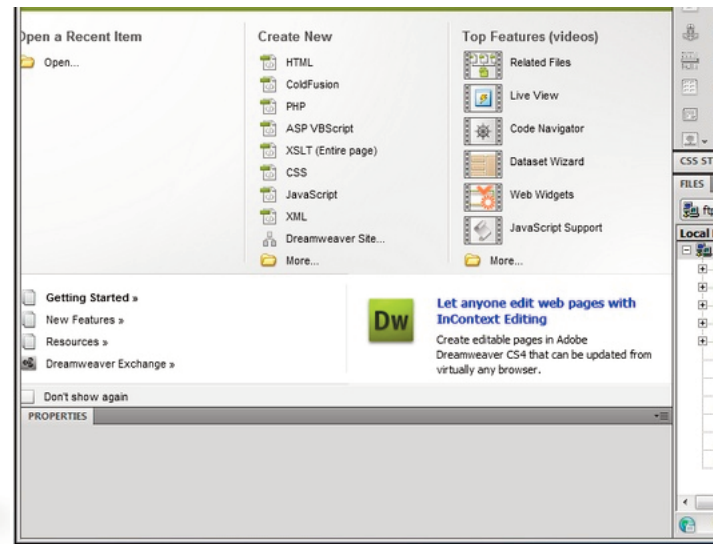 Open a Recent Item
Open...
Create New
HTML
ColdFusion
PHP
ASP VBScript
XSLT (Entire page)
CSS
JavaScript
XML
Dreamweaver Site...
More...
Top Features (videos)
Related Files
Live View
Code Navigator
Dataset Wizard
Web Widgets
JavaScript Support
More...
Getting Started »
New Features »
Resources »
Dreamweaver Exchange »
Dw
Let anyone edit web pages with
InContext Editing
Create editable pages in Adobe
Dreamweaver CS4 that can be updated from
virtually any browser.
Don't show again
PROPERTIES
CSS ST
FILES
ftp
Local